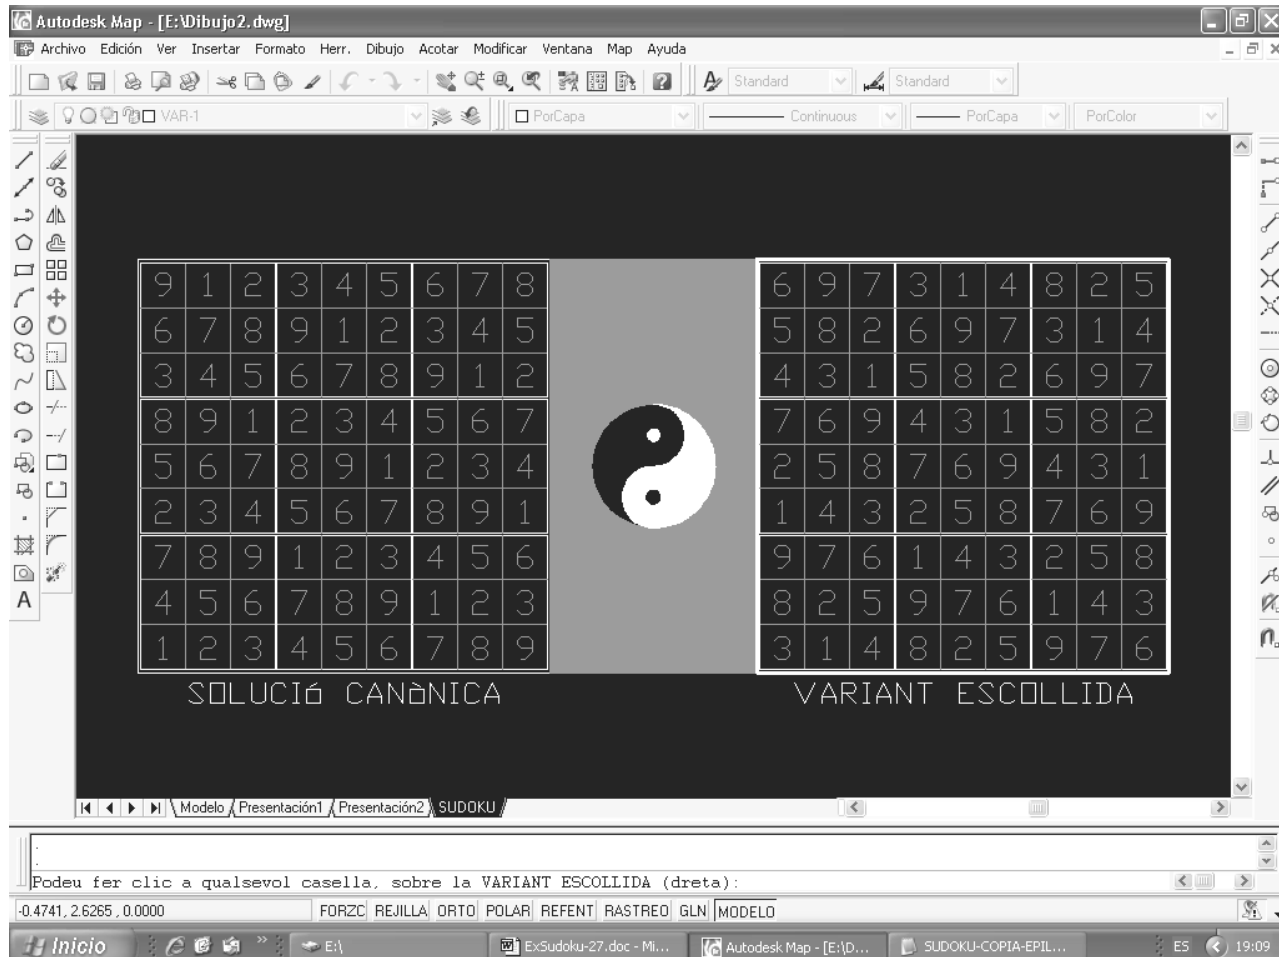 Autodesk Map - [E:\Dibujo2.dwg]
Archivo Edición Ver Insertar Formato Herr. Dibujo Acotar Modificar Ventana Map Ayuda
Standard Standard
VAR-1 PorCapa Continuous PorCapa PorColor
9 1 2 3 4 5 6 7 8 6 9 7 3 1 4 8 2 5
6 7 8 9 1 2 3 4 5 5 8 2 6 9 7 3 1 4
3 4 5 6 7 8 9 1 2 4 3 1 5 8 2 6 9 7
8 9 1 2 3 4 5 6 7 7 6 9 4 3 1 5 8 2
5 6 7 8 9 1 2 3 4 2 5 8 7 6 9 4 3 1
2 3 4 5 6 7 8 9 1 1 4 3 2 5 8 7 6 9
7 8 9 1 2 3 4 5 6 9 7 6 1 4 3 2 5 8
4 5 6 7 8 9 1 2 3 8 2 5 9 7 6 1 4 3
1 2 3 4 5 6 7 8 9 3 1 4 8 2 5 9 7 6
SOLUCIó CANòNICA VARIANT ESCOLLIDA
Modelo Presentación1 Presentación2 SUDOKU
Podeu fer clic a qualsevol casella, sobre la VARIANT ESCOLLIDA (dreta):
-0.4741, 2.6265 , 0.0000 FORZC REJILLA ORTO POLAR REFENT RASTREO GLN MODELO
Inicio » E:\ ExSudoku-27.doc - Mi... Autodesk Map - [E:\D... SUDOKU-COPIA-EPIL... ES 19:09